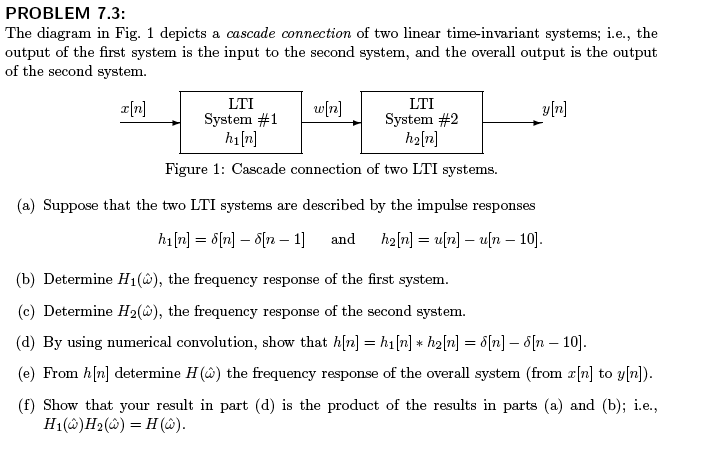 PROBLEM 7.3:
The diagram in Fig. 1 depicts a cascade connection of two linear time-invariant systems; i.e., the
output of the first system is the input to the second system, and the overall output is the output
of the second system.
x[n]
LTI
System #1
h₁[n]
w[n]
LTI
System #2
h₂[n]
y[n]
Figure 1: Cascade connection of two LTI systems.
(a) Suppose that the two LTI systems are described by the impulse responses
h₁[n] = δ[n] − δ[n − 1] and h₂[n] = u[n] − u[n − 10].
(b) Determine H₁(ω̂), the frequency response of the first system.
(c) Determine H₂(ω̂), the frequency response of the second system.
(d) By using numerical convolution, show that h[n] = h₁[n] ∗ h₂[n] = δ[n] − δ[n − 10].
(e) From h[n] determine H(ω̂) the frequency response of the overall system (from x[n] to y[n]).
(f) Show that your result in part (d) is the product of the results in parts (a) and (b); i.e.,
H₁(ω̂)H₂(ω̂) = H(ω̂).